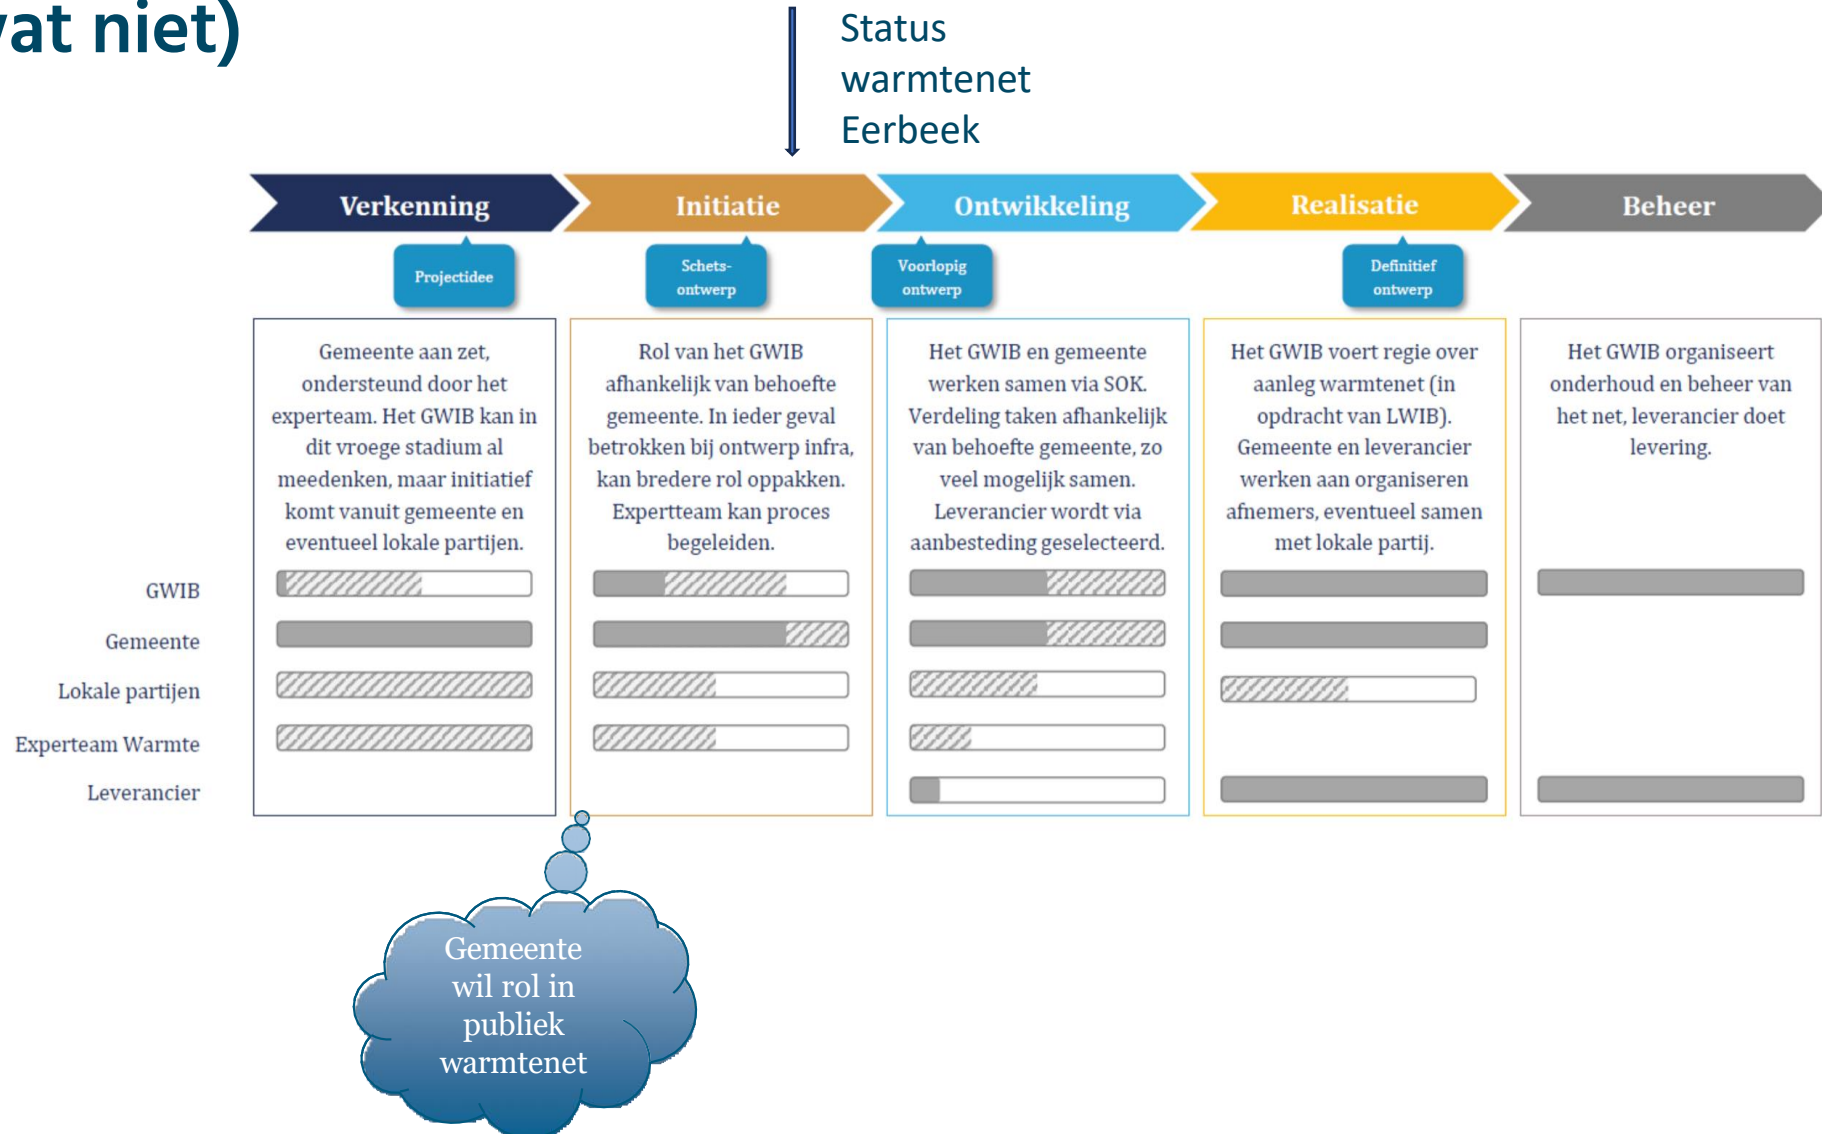 wat niet)
Status
warmtenet
Eerbeek
Verkenning
Initiatie
Ontwikkeling
Realisatie
Beheer
Projectidee
Schets-
ontwerp
Voorlopig
ontwerp
Definitief
ontwerp
Gemeente aan zet,
ondersteund door het
experteam. Het GWIB kan in
dit vroege stadium al
meedenken, maar initiatief
komt vanuit gemeente en
eventueel lokale partijen.
Rol van het GWIB
afhankelijk van behoefte
gemeente. In ieder geval
betrokken bij ontwerp infra,
kan bredere rol oppakken.
Expertteam kan proces
begeleiden.
Het GWIB en gemeente
werken samen via SOK.
Verdeling taken afhankelijk
van behoefte gemeente, zo
veel mogelijk samen.
Leverancier wordt via
aanbesteding geselecteerd.
Het GWIB voert regie over
aanleg warmtenet (in
opdracht van LWIB).
Gemeente en leverancier
werken aan organiseren
afnemers, eventueel samen
met lokale partij.
Het GWIB organiseert
onderhoud en beheer van
het net, leverancier doet
levering.
GWIB
Gemeente
Lokale partijen
Experteam Warmte
Leverancier
Gemeente
wil rol in
publiek
warmtenet